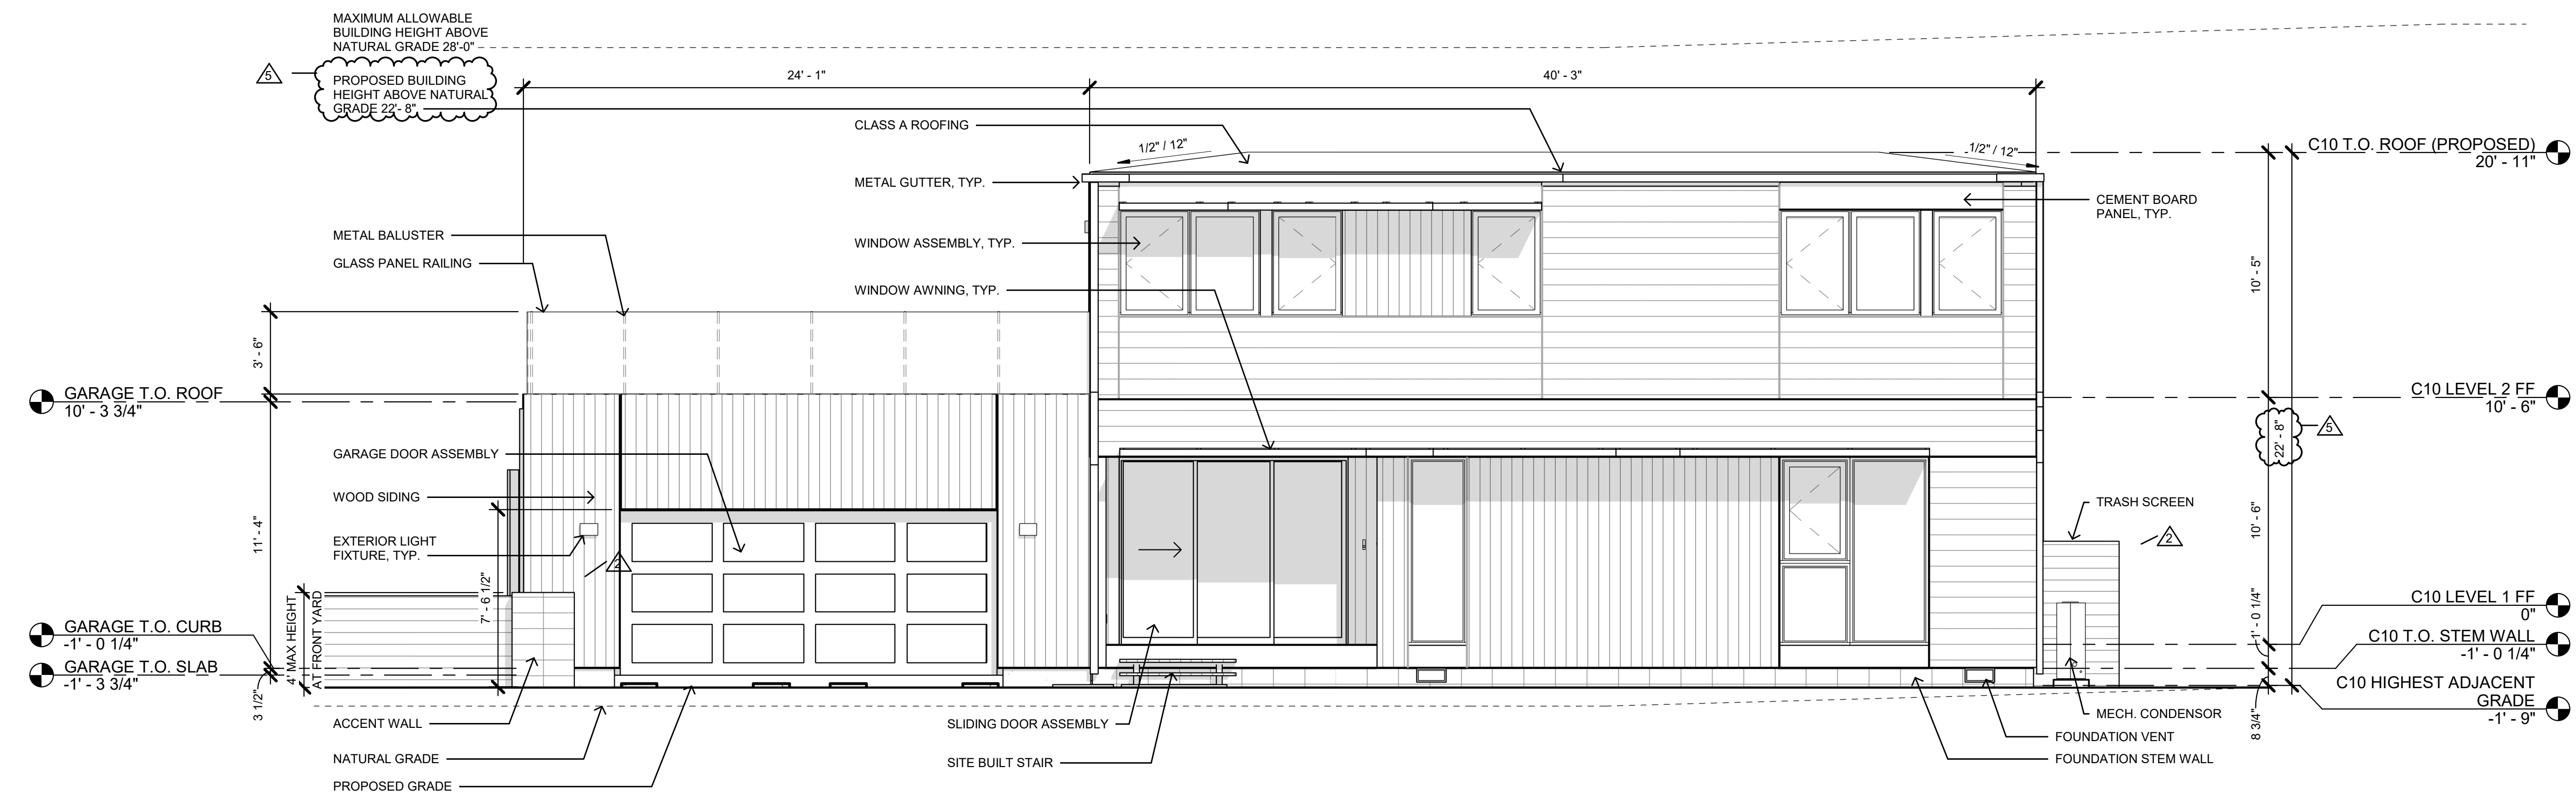 MAXIMUM ALLOWABLE
BUILDING HEIGHT ABOVE
NATURAL GRADE 28'-0"
5
PROPOSED BUILDING
HEIGHT ABOVE NATURAL
GRADE 22'- 8"
24' - 1"
40' - 3"
CLASS A ROOFING
1/2" / 12"
1/2" / 12"
C10 T.O. ROOF (PROPOSED)
20' - 11"
METAL GUTTER, TYP.
CEMENT BOARD
PANEL, TYP.
METAL BALUSTER
WINDOW ASSEMBLY, TYP.
GLASS PANEL RAILING
10' - 5"
WINDOW AWNING, TYP.
3' - 6"
GARAGE T.O. ROOF
10' - 3 3/4"
C10 LEVEL 2 FF
10' - 6"
22' - 8"
5
GARAGE DOOR ASSEMBLY
WOOD SIDING
TRASH SCREEN
10' - 6"
11' - 4"
EXTERIOR LIGHT
FIXTURE, TYP.
2
2
7' - 6 1/2"
4' MAX HEIGHT
AT FRONT YARD
C10 LEVEL 1 FF
0"
1' - 0 1/4"
GARAGE T.O. CURB
-1' - 0 1/4"
C10 T.O. STEM WALL
-1' - 0 1/4"
GARAGE T.O. SLAB
-1' - 3 3/4"
C10 HIGHEST ADJACENT
GRADE
-1' - 9"
3 1/2"
8 3/4"
ACCENT WALL
SLIDING DOOR ASSEMBLY
MECH. CONDENSOR
FOUNDATION VENT
NATURAL GRADE
SITE BUILT STAIR
FOUNDATION STEM WALL
PROPOSED GRADE